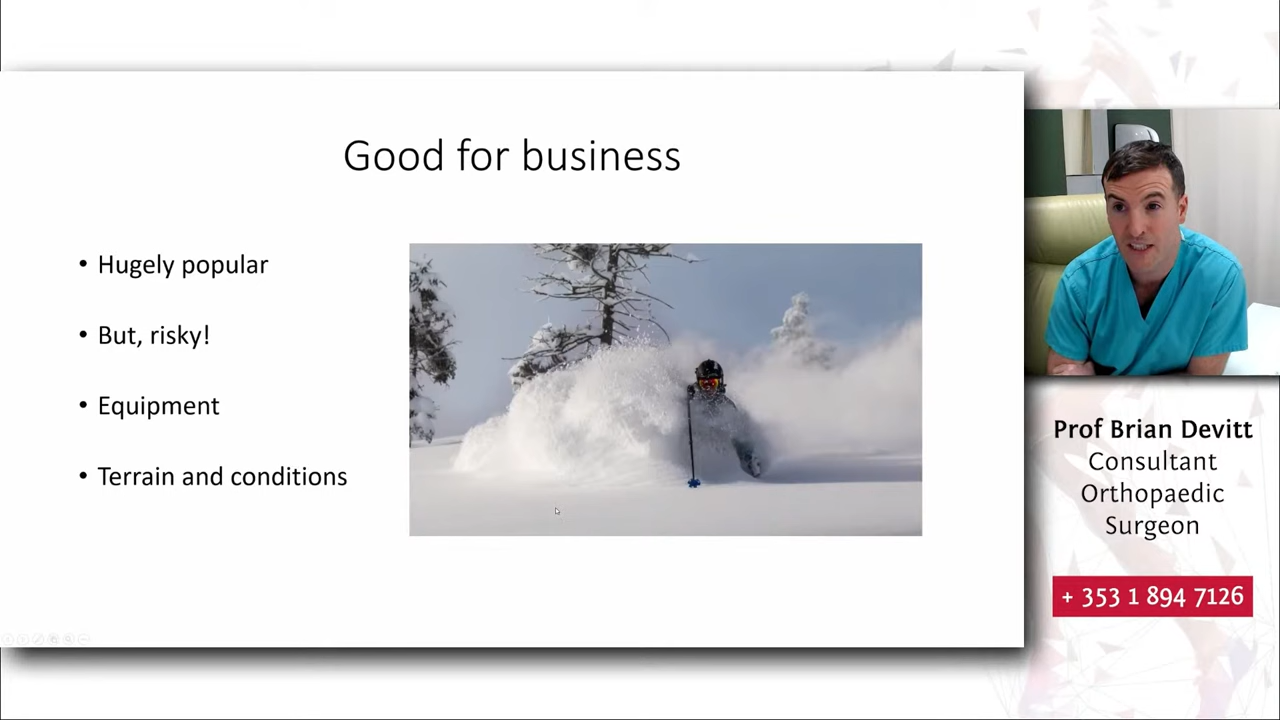 Good for business
• Hugely popular
• But, risky!
• Equipment
• Terrain and conditions
Prof Brian Devitt
Consultant
Orthopaedic
Surgeon
+ 353 1 894 7126